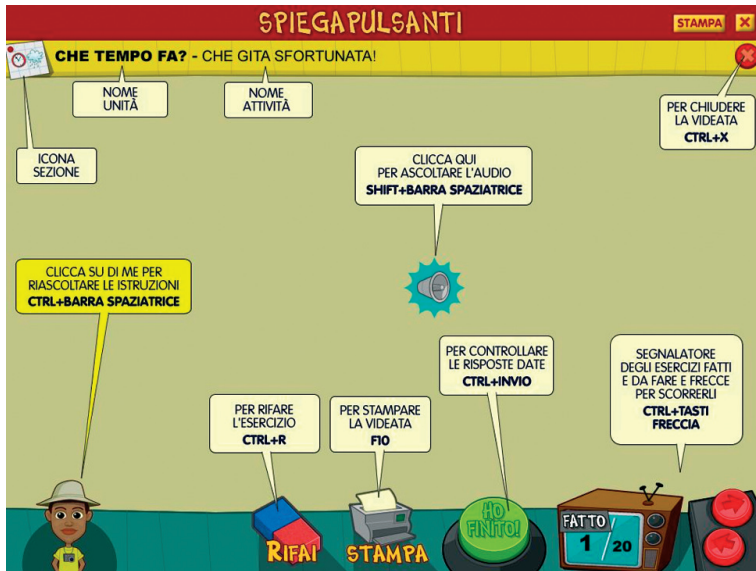 SPIEGAPULSANTI
STAMPA X
CHE TEMPO FA? - CHE GITA SFORTUNATA!
NOME
UNITÀ
NOME
ATTIVITÀ
PER CHIUDERE
LA VIDEATA
CTRL+X
ICONA
SEZIONE
CLICCA QUI
PER ASCOLTARE L'AUDIO
SHIFT+BARRA SPAZIATRICE
CLICCA SU DI ME PER
RIASCOLTARE LE ISTRUZIONI
CTRL+BARRA SPAZIATRICE
PER CONTROLLARE
LE RISPOSTE DATE
CTRL+INVIO
SEGNALATORE
DEGLI ESERCIZI FATTI
E DA FARE E FRECCE
PER SCORRERLI
CTRL+TASTI
FRECCIA
PER RIFARE
L'ESERCIZIO
CTRL+R
PER STAMPARE
LA VIDEATA
F10
RIFAI
STAMPA
HO
FINITO!
FATTO
1/20